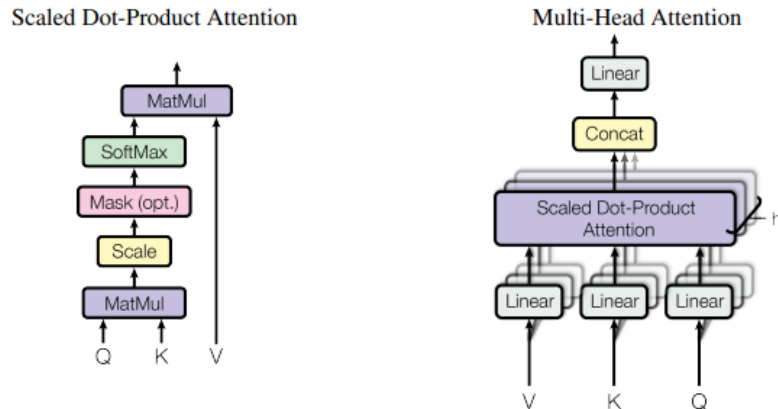 Scaled Dot-Product Attention
MatMul
SoftMax
Mask (opt.)
Scale
MatMul
Q K V
Multi-Head Attention
Linear
Concat
Scaled Dot-Product
Attention
h
Linear Linear Linear
V K Q